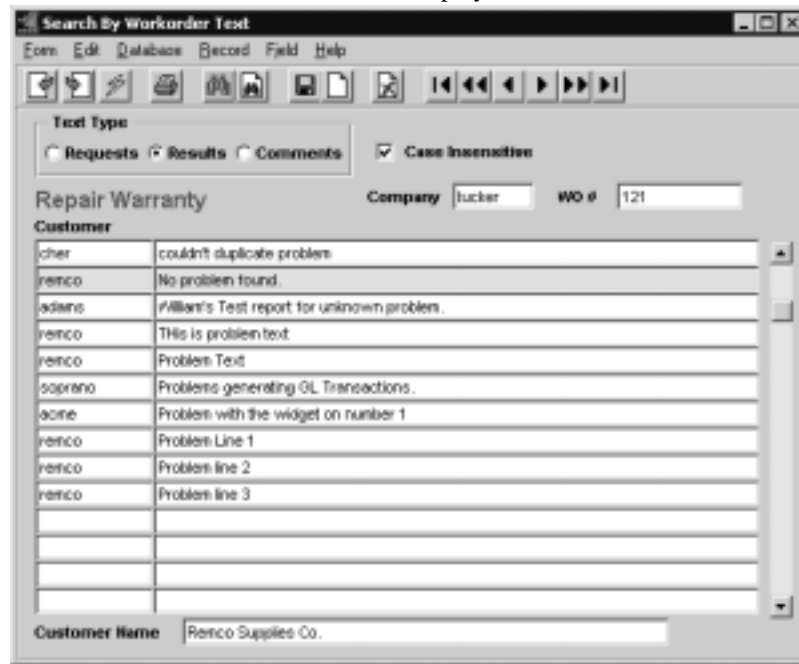 Search By Workorder Text
Form Edit Database Record Field Help
Text Type
Requests Results Comments
Case Insensitive
Repair Warranty
Company tucker WO # 121
Customer
cher couldn't duplicate problem
remco No problem found.
adams William's Test report for unknown problem.
remco THis is problem text
remco Problem Text
soprano Problems generating GL Transactions.
acme Problem with the widget on number 1
remco Problem Line 1
remco Problem line 2
remco Problem line 3
Customer Name Remco Supplies Co.